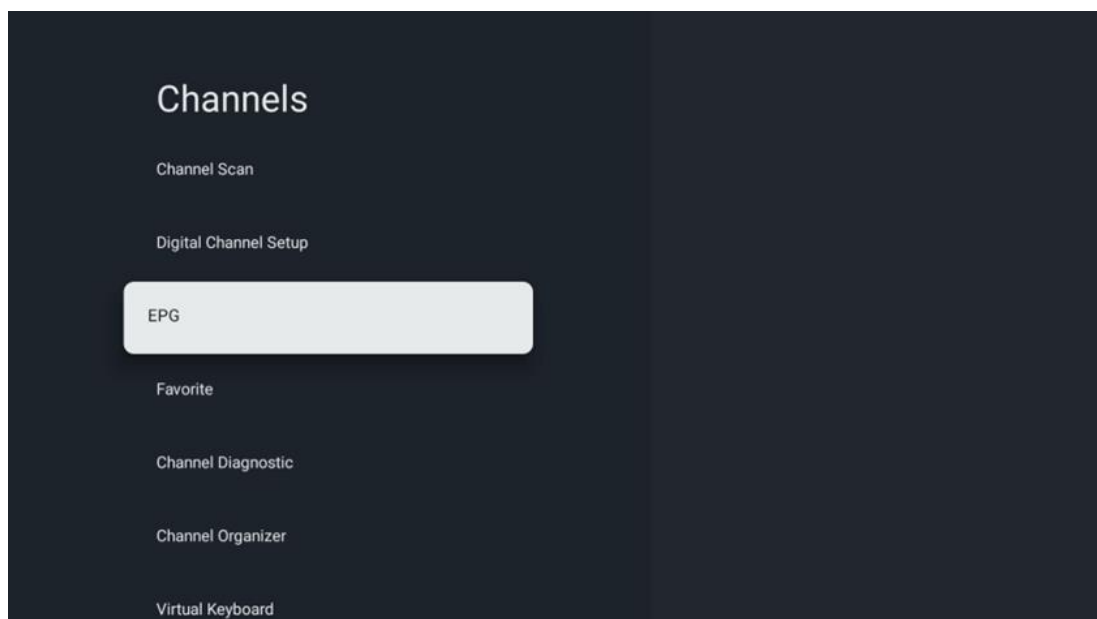 Channels
Channel Scan
Digital Channel Setup
EPG
Favorite
Channel Diagnostic
Channel Organizer
Virtual Keyboard